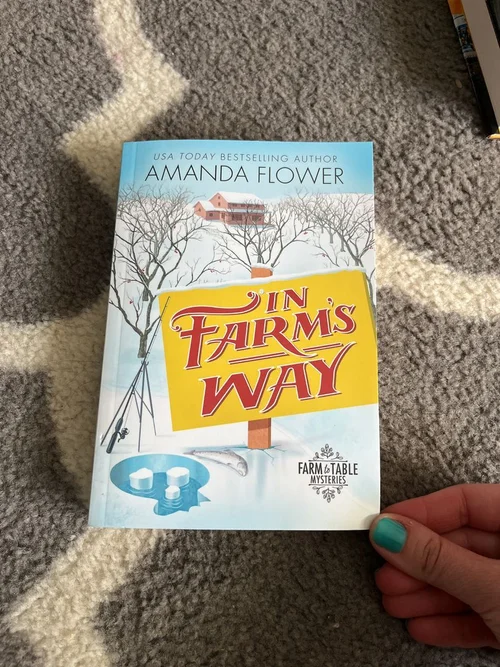 USA TODAY BESTSELLING AUTHOR
AMANDA FLOWER
IN
FARM'S
WAY
FARM to TABLE
MYSTERIES